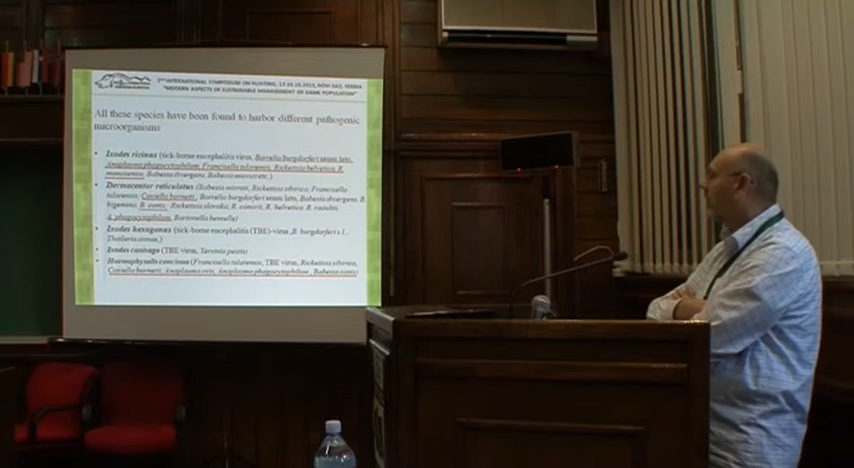 2ND INTERNATIONAL SYMPOSIUM ON HUNTING, 17-20.10.2013, NOVI SAD, SERBIA
"MODERN ASPECTS OF SUSTAINABLE MANAGEMENT OF GAME POPULATION"
All these species have been found to harbor different pathogenic
microorganisms
• Ixodes ricinus (tick-borne encephalitis virus, Borrelia burgdorferi sensu lato,
Anaplasma phagocytophilum, Francisella tularensis, Rickettsia helvetica, R.
monacensis, Babesia divergens, Babesia microti etc.)
• Dermacentor reticulatus (Babesia microti, Rickettsia sibirica, Francisella
tularensis, Coxiella burnetii, Borrelia burgdorferi sensu lato, Babesia divergens, B.
bigemina, B. canis, Rickettsia slovaka, R. conorii, R. helvetica, R. raoultii,
A. phagocytophilum, Bartonella henselae)
• Ixodes hexagonus (tick-borne encephalitis (TBE)-virus, B. burgdorferi s.l.,
Theileria annae,)
• Ixodes canisuga (TBE virus, Yersinia pestis)
• Haemaphysalis concinna (Francisella tularensis, TBE virus, Rickettsia sibirica,
Coxiella burnetii, Anaplasma ovis, Anaplasma phagocytophilum, Babesia canis)